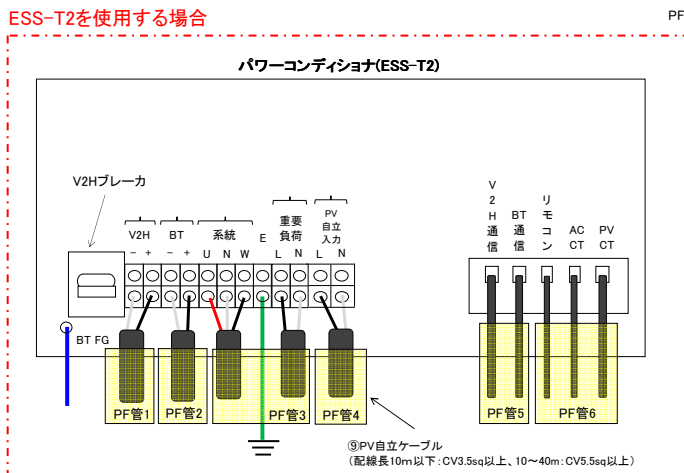 ESS-T2を使用する場合
PF
パワーコンディショナ(ESS-T2)
V2Hブレーカ
V2H
BT
系統
E
重要
負荷
PV
自立
入力
－ ＋ － ＋ U N W L N L N
V2H通信
BT通信
リモコン
AC
CT
PV
CT
BT FG
PF管1
PF管2
PF管3
PF管4
PF管5
PF管6
⑨PV自立ケーブル
(配線長10m以下：CV3.5sq以上、10～40m：CV5.5sq以上)